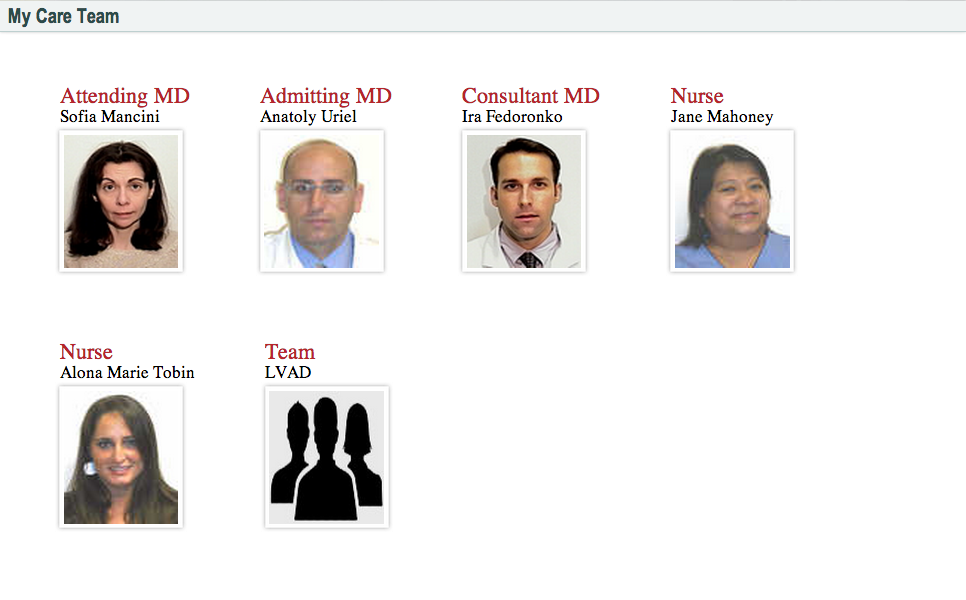 My Care Team
Attending MD
Sofia Mancini
Admitting MD
Anatoly Uriel
Consultant MD
Ira Fedoronko
Nurse
Jane Mahoney
Nurse
Alona Marie Tobin
Team
LVAD